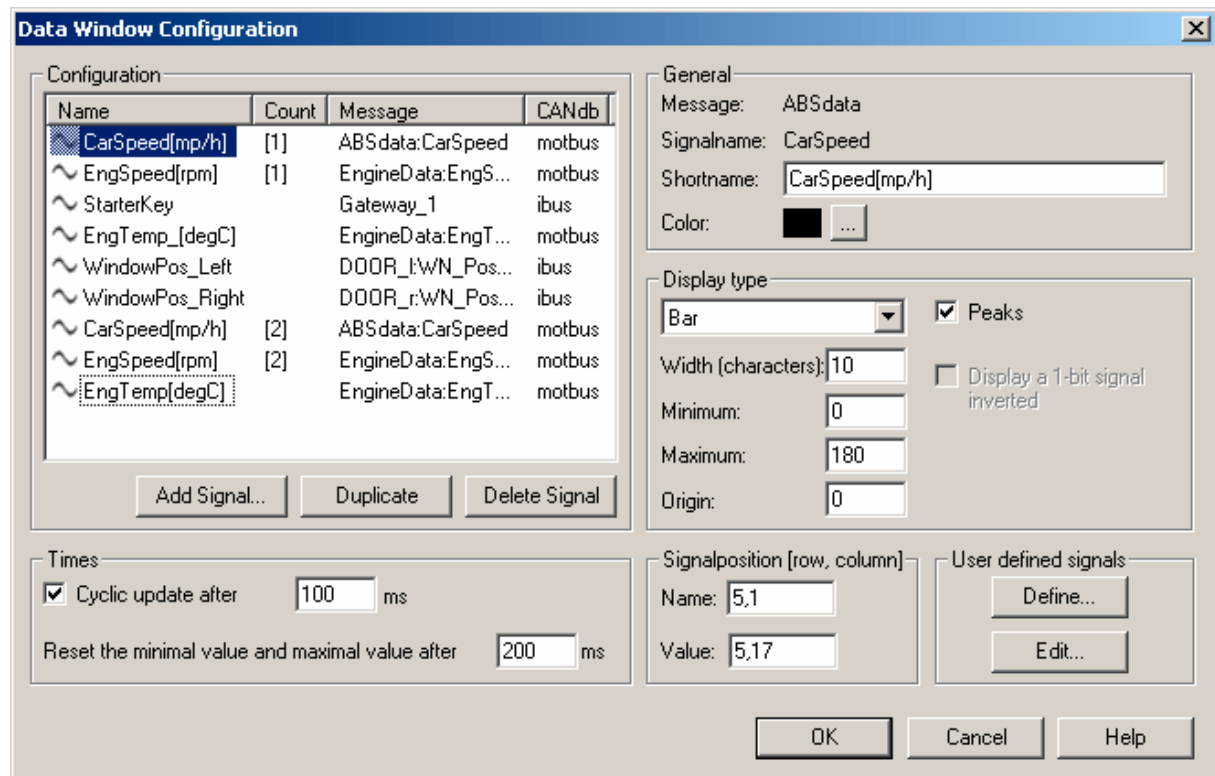 Data Window Configuration
Configuration
Name Count Message CANdb
CarSpeed[mp/h] [1] ABSdata:CarSpeed motbus
EngSpeed[rpm] [1] EngineData:EngS... motbus
StarterKey Gateway_1 ibus
EngTemp_[degC] EngineData:EngT... motbus
WindowPos_Left DOOR_l:WN_Pos... ibus
WindowPos_Right DOOR_r:WN_Pos... ibus
CarSpeed[mp/h] [2] ABSdata:CarSpeed motbus
EngSpeed[rpm] [2] EngineData:EngS... motbus
EngTemp[degC] EngineData:EngT... motbus
Add Signal... Duplicate Delete Signal
General
Message: ABSdata
Signalname: CarSpeed
Shortname: CarSpeed[mp/h]
Color: ...
Display type
Bar Peaks
Width (characters): 10
Display a 1-bit signal
inverted
Minimum: 0
Maximum: 180
Origin: 0
Times
Cyclic update after 100 ms
Reset the minimal value and maximal value after 200 ms
Signalposition [row, column]
Name: 5,1
Value: 5,17
User defined signals
Define...
Edit...
OK Cancel Help